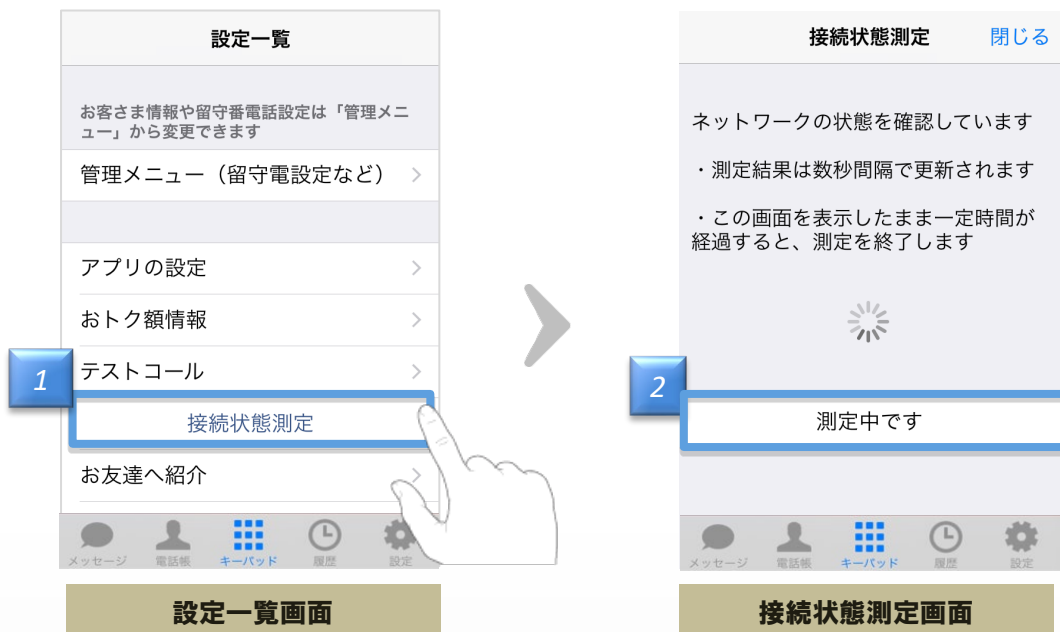 設定一覧
お客さま情報や留守番電話設定は「管理メニ
ュー」から変更できます
管理メニュー（留守電設定など）
アプリの設定
おトク額情報
1
テストコール
接続状態測定
お友達へ紹介
メッセージ 電話帳 キーパッド 履歴 設定
設定一覧画面
接続状態測定 閉じる
ネットワークの状態を確認しています
・測定結果は数秒間隔で更新されます
・この画面を表示したまま一定時間が
経過すると、測定を終了します
2
測定中です
メッセージ 電話帳 キーパッド 履歴 設定
接続状態測定画面